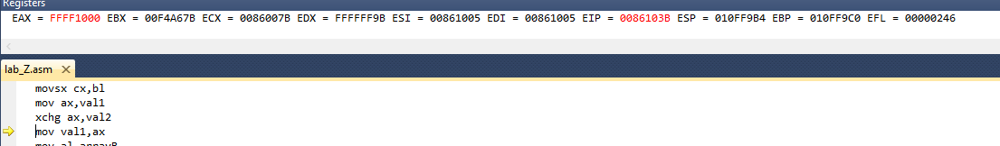 Registers
EAX = FFFF1000 EBX = 00F4A67B ECX = 0086007B EDX = FFFFFF9B ESI = 00861005 EDI = 00861005 EIP = 0086103B ESP = 010FF9B4 EBP = 010FF9C0 EFL = 00000246
lab_Z.asm
movsx cx,bl
mov ax,val1
xchg ax,val2
mov val1,ax
mov al,arrayB